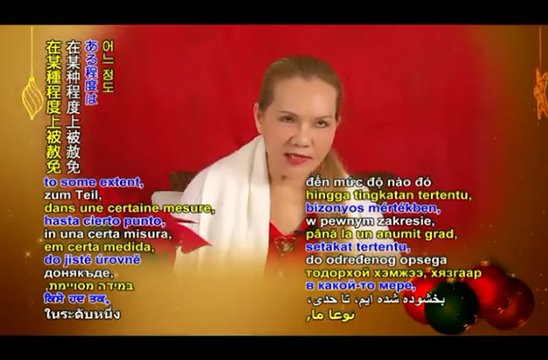 어느 정도
ある程度は
在某种程度上被赦免
在某種程度上被赦免
to some extent,
zum Teil,
dans une certaine mesure,
hasta cierto punto,
in una certa misura,
em certa medida,
do jisté úrovně
донякъде,
במידה מסויימת,
ਕਿਸੇ ਹਦ ਤਕ,
ในระดับหนึ่ง
đến mức độ nào đó
hingga tingkatan tertentu,
bizonyos mértékben,
w pewnym zakresie,
până la un anumit grad,
setakat tertentu,
do određenog opsega
тодорхой хэмжээ, хязгаар
в какой-то мере,
بخشوده شده ایم، تا حدی،
نوعا ما,